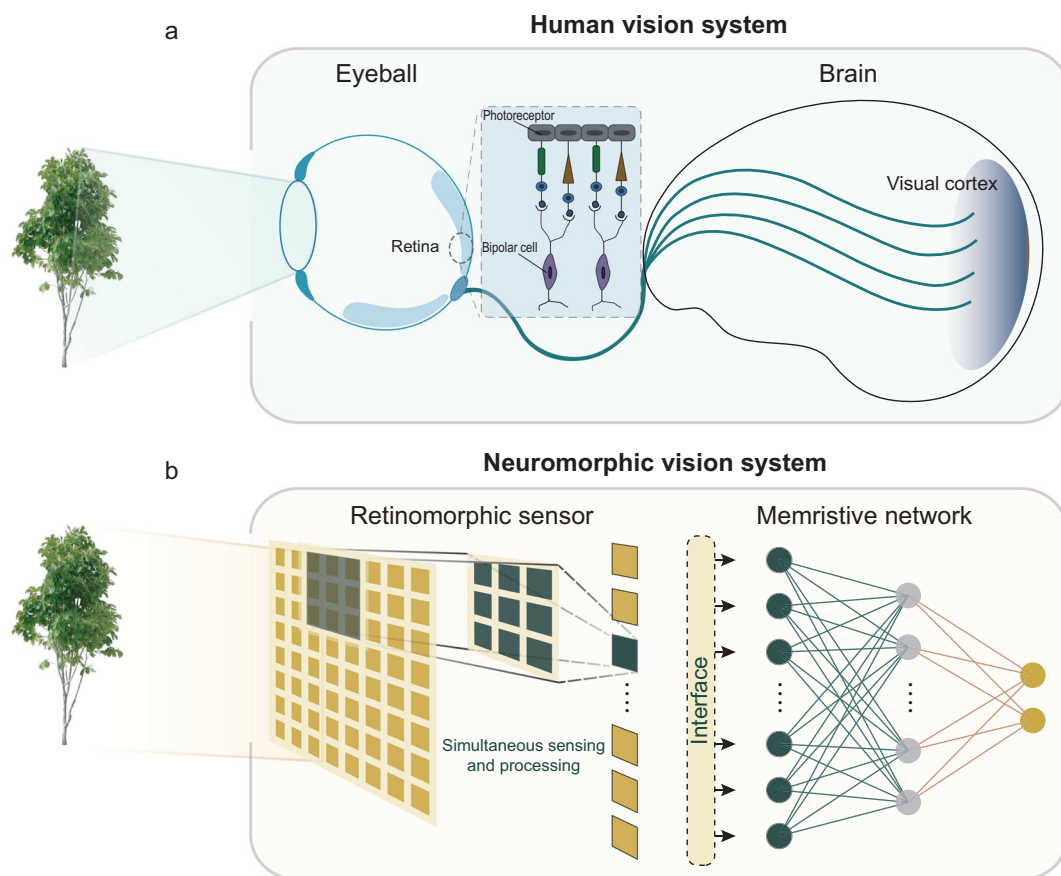 a
Human vision system
Eyeball
Brain
Photoreceptor
Visual cortex
Retina
Bipolar cell
b
Neuromorphic vision system
Retinomorphic sensor
Memristive network
Interface
Simultaneous sensing
and processing